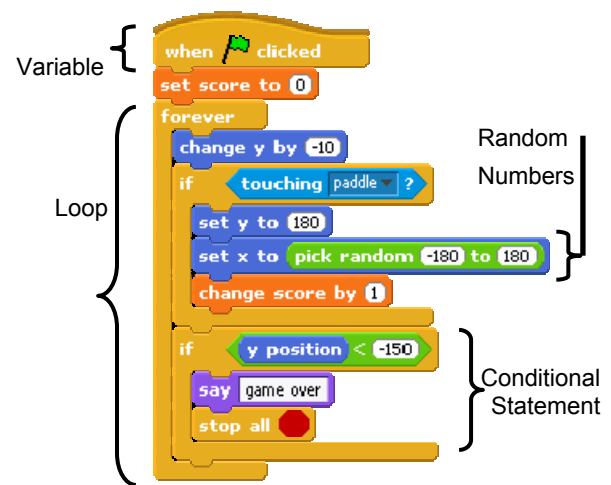 Variable
when clicked
set score to 0
forever
change y by -10
if touching paddle ?
set y to 180
set x to pick random -180 to 180
change score by 1
if y position < -150
say game over
stop all
Loop
Random
Numbers
Conditional
Statement